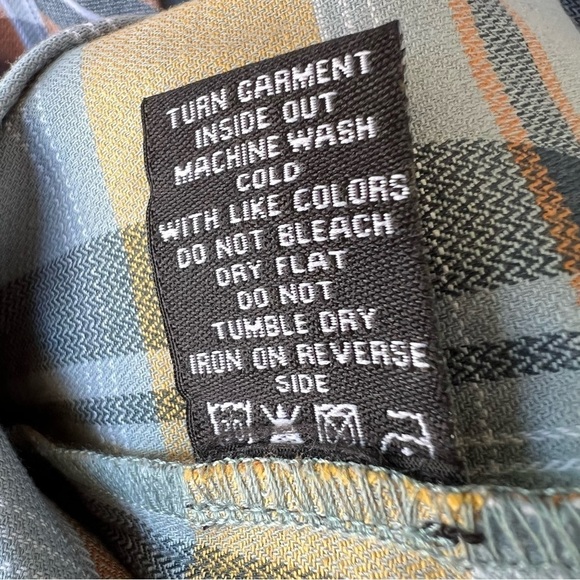 TURN GARMENT
INSIDE OUT
MACHINE WASH
COLD
WITH LIKE COLORS
DO NOT BLEACH
DRY FLAT
DO NOT
TUMBLE DRY
IRON ON REVERSE
SIDE